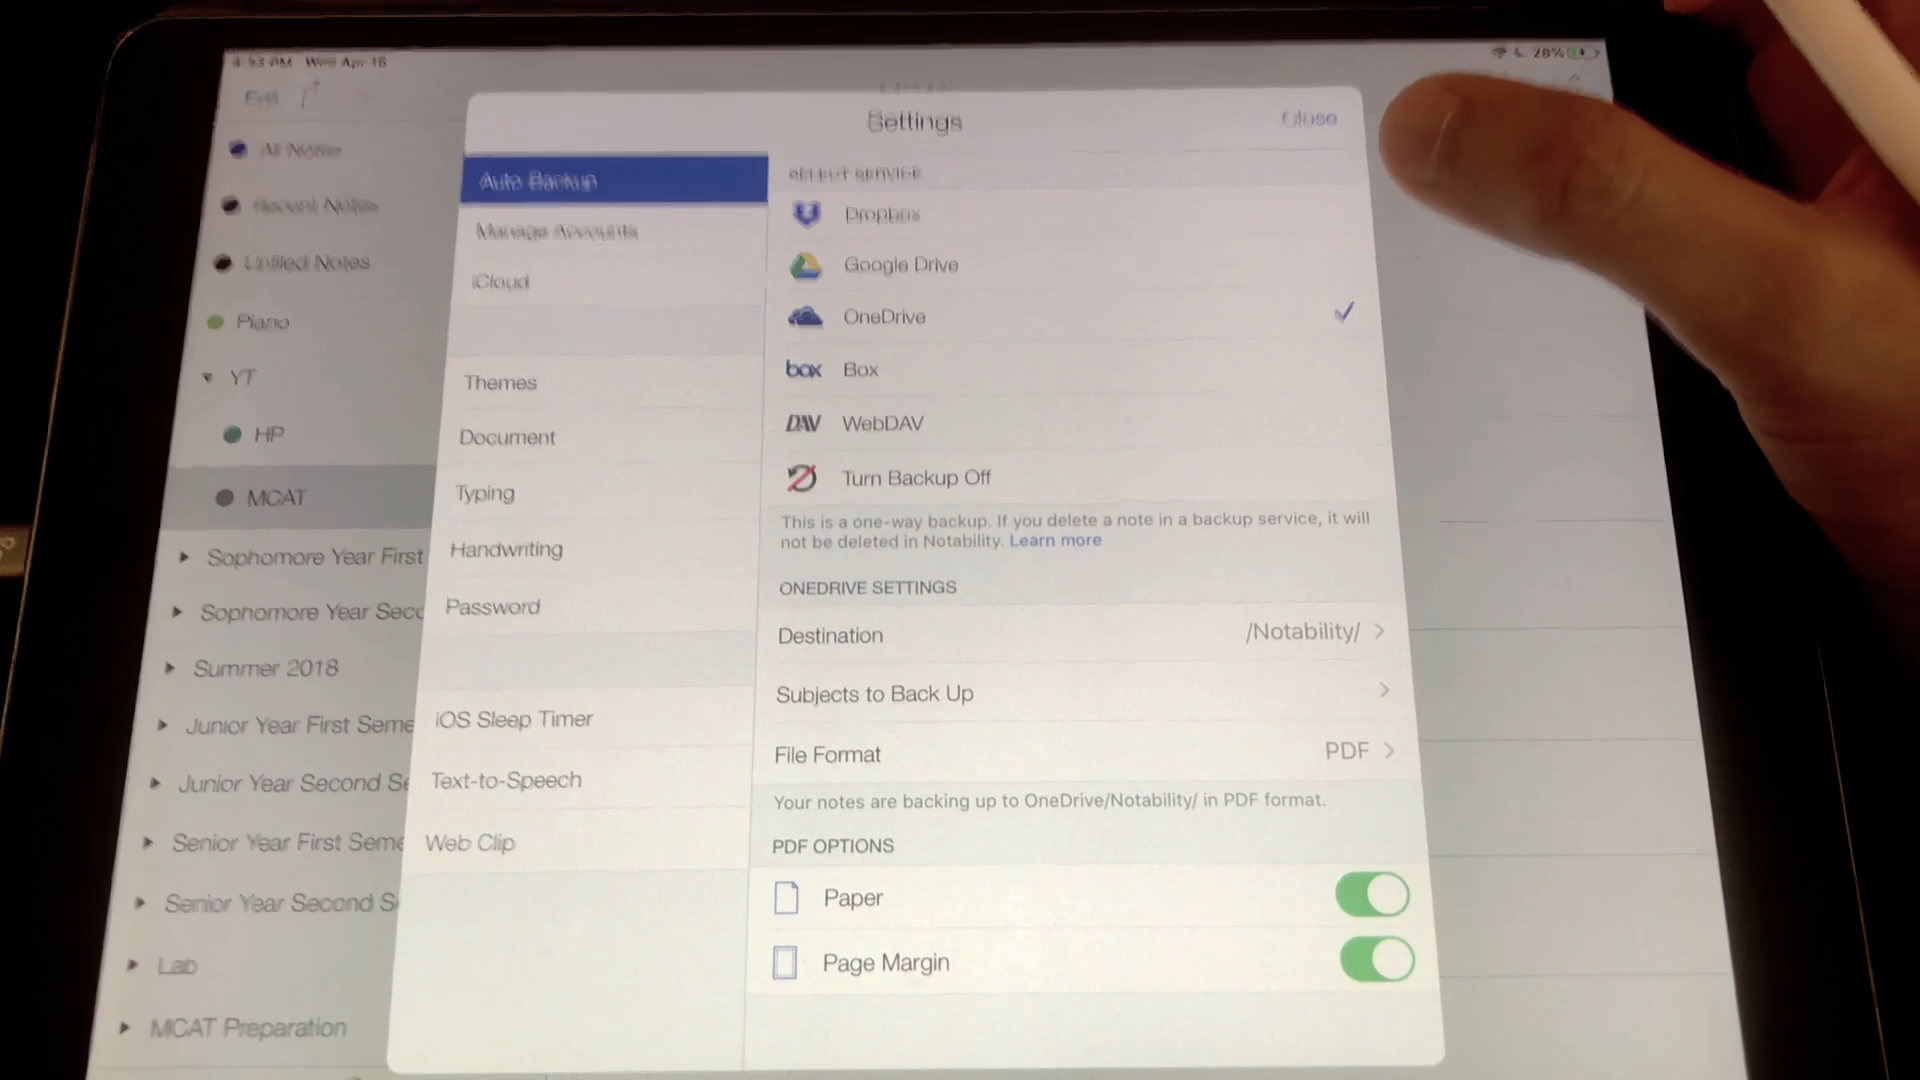 28%
Edit
Settings
Close
All Notes
Recent Notes
Unfiled Notes
Piano
YT
HP
MCAT
Sophomore Year First
Sophomore Year Seco
Summer 2018
Junior Year First Seme
Junior Year Second Se
Senior Year First Seme
Senior Year Second S
Lab
MCAT Preparation
Auto Backup
Manage Accounts
iCloud
Themes
Document
Typing
Handwriting
Password
iOS Sleep Timer
Text-to-Speech
Web Clip
SELECT SERVICE
Dropbox
Google Drive
OneDrive
box Box
DAV WebDAV
Turn Backup Off
This is a one-way backup. If you delete a note in a backup service, it will
not be deleted in Notability. Learn more
ONEDRIVE SETTINGS
Destination /Notability/ >
Subjects to Back Up >
File Format PDF >
Your notes are backing up to OneDrive/Notability/ in PDF format.
PDF OPTIONS
Paper
Page Margin